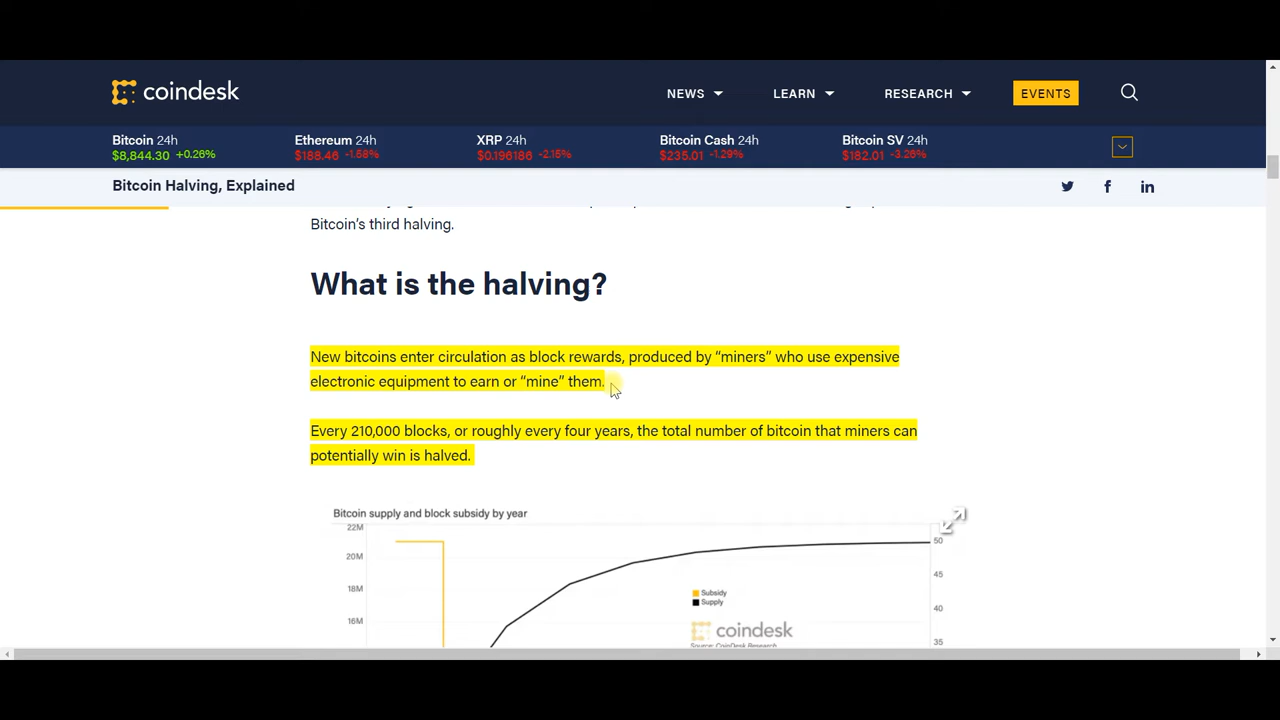 coindesk
NEWS
LEARN
RESEARCH
EVENTS
Bitcoin 24h
$8,844.30 +0.26%
Ethereum 24h
$188.46 -1.58%
XRP 24h
$0.196186 -2.15%
Bitcoin Cash 24h
$235.01 -1.29%
Bitcoin SV 24h
$182.01 -3.26%
Bitcoin Halving, Explained
Bitcoin’s third halving.
What is the halving?
New bitcoins enter circulation as block rewards, produced by “miners” who use expensive
electronic equipment to earn or “mine” them.
Every 210,000 blocks, or roughly every four years, the total number of bitcoin that miners can
potentially win is halved.
Bitcoin supply and block subsidy by year
22M
20M
18M
16M
50
45
40
35
Subsidy
Supply
coindesk
Source: CoinDesk Research